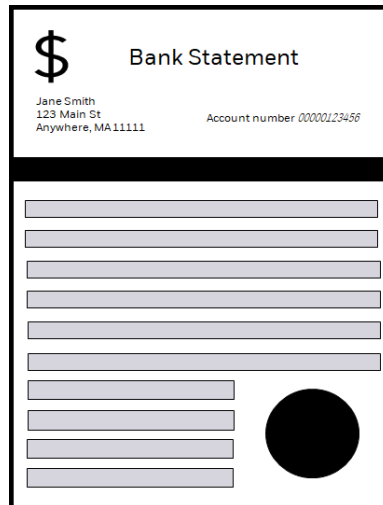 $
Bank Statement
Jane Smith
123 Main St
Anywhere, MA 11111
Account number 00000123456